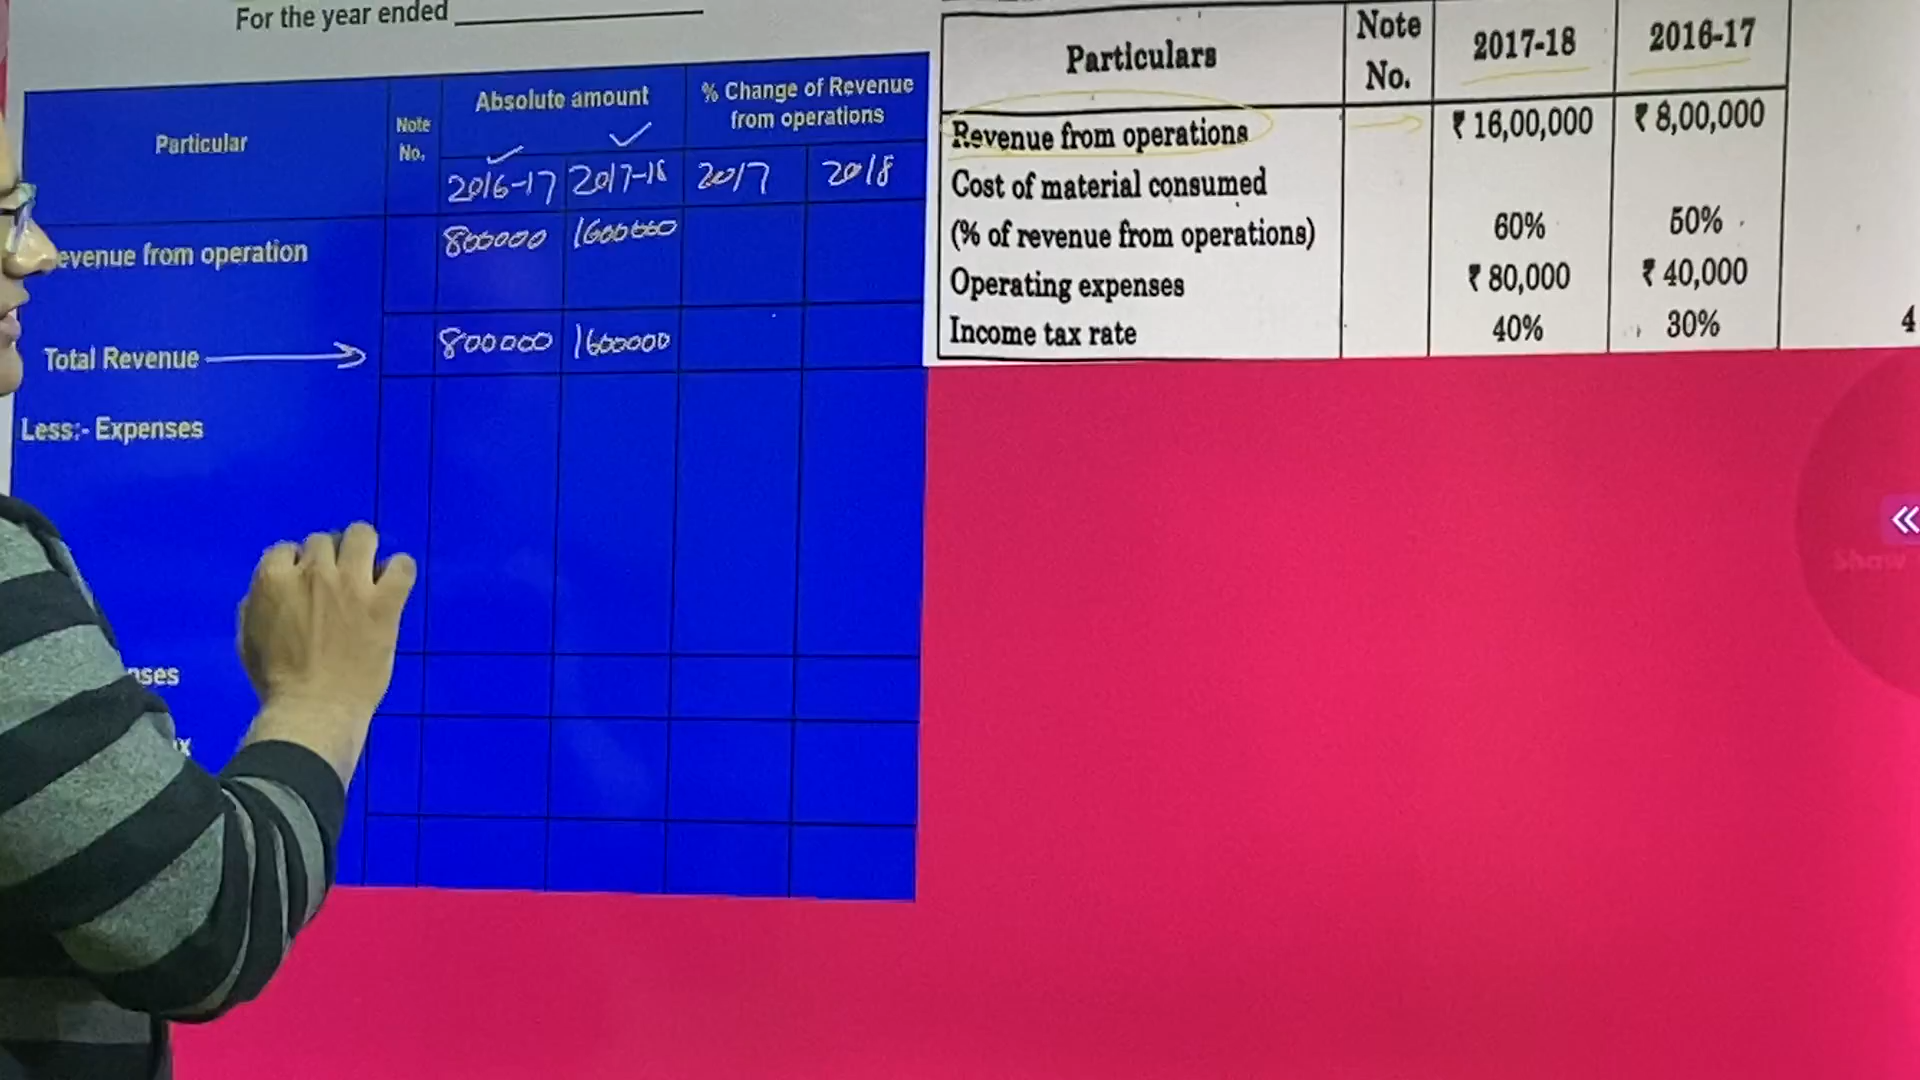 For the year ended
Particular
Note No.
Absolute amount
% Change of Revenue from operations
2016-17 2017-18 2017 2018
evenue from operation 800000 1600000
Total Revenue 800000 1600000
Less:- Expenses
nses
x
Particulars
Note No.
2017-18
2016-17
Revenue from operations ₹ 16,00,000 ₹ 8,00,000
Cost of material consumed
(% of revenue from operations) 60% 50%
Operating expenses ₹ 80,000 ₹ 40,000
Income tax rate 40% 30%
4
Shaw